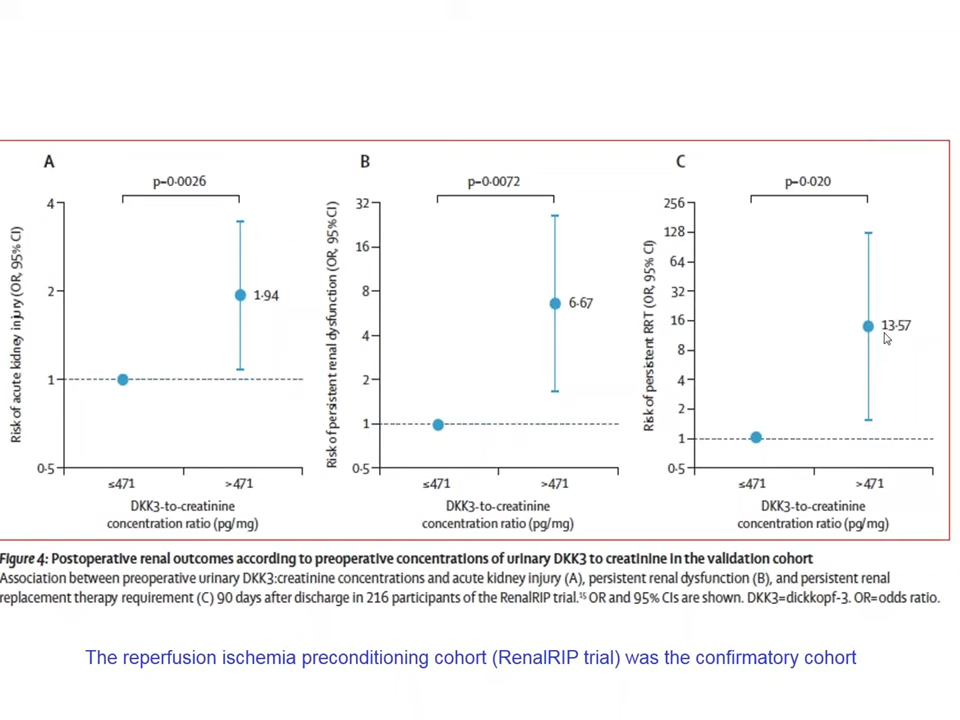 A
p=0·0026
Risk of acute kidney injury (OR, 95% CI)
4
2
1
0·5
1·94
≤471
>471
DKK3-to-creatinine
concentration ratio (pg/mg)
B
p=0·0072
Risk of persistent renal dysfunction (OR, 95% CI)
32
16
8
4
2
1
0·5
6·67
≤471
>471
DKK3-to-creatinine
concentration ratio (pg/mg)
C
p=0·020
Risk of persistent RRT (OR, 95% CI)
256
128
64
32
16
8
4
2
1
0·5
13·57
≤471
>471
DKK3-to-creatinine
concentration ratio (pg/mg)
Figure 4: Postoperative renal outcomes according to preoperative concentrations of urinary DKK3 to creatinine in the validation cohort
Association between preoperative urinary DKK3:creatinine concentrations and acute kidney injury (A), persistent renal dysfunction (B), and persistent renal
replacement therapy requirement (C) 90 days after discharge in 216 participants of the RenalRIP trial.¹⁵ OR and 95% CIs are shown. DKK3=dickkopf-3. OR=odds ratio.
The reperfusion ischemia preconditioning cohort (RenalRIP trial) was the confirmatory cohort